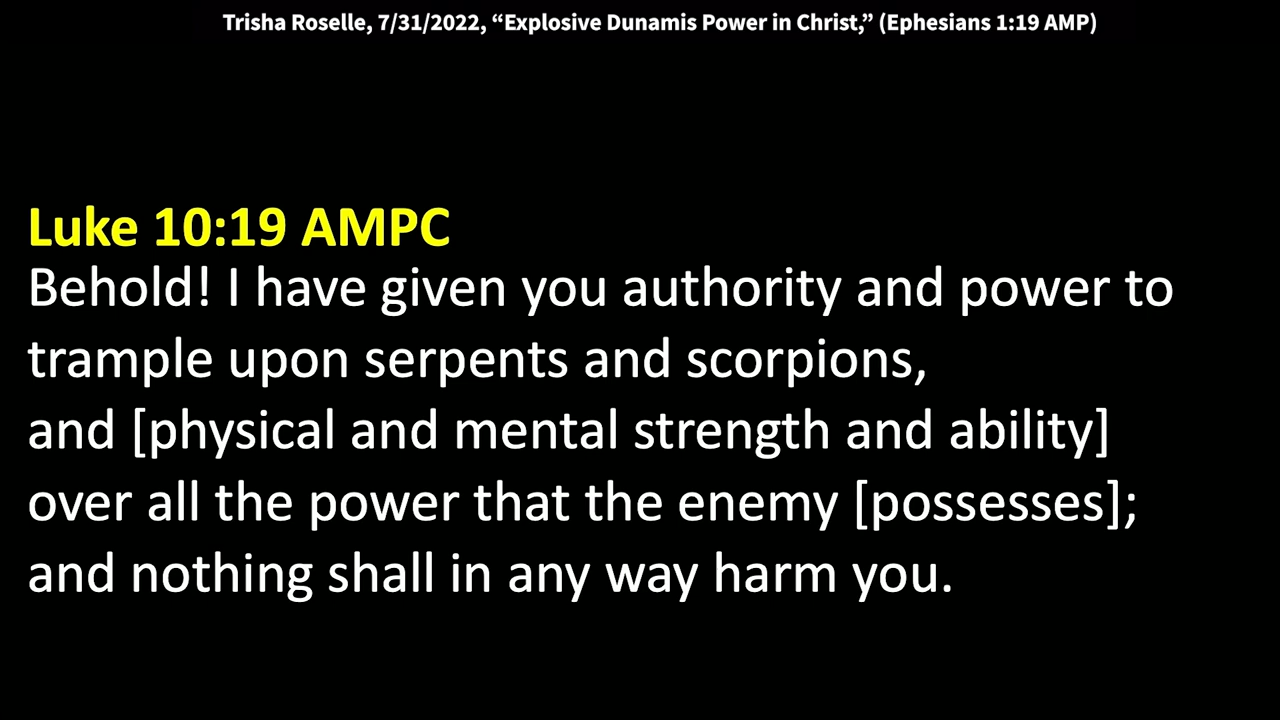 Trisha Roselle, 7/31/2022, “Explosive Dunamis Power in Christ,” (Ephesians 1:19 AMP)
Luke 10:19 AMPC
Behold! I have given you authority and power to
trample upon serpents and scorpions,
and [physical and mental strength and ability]
over all the power that the enemy [possesses];
and nothing shall in any way harm you.